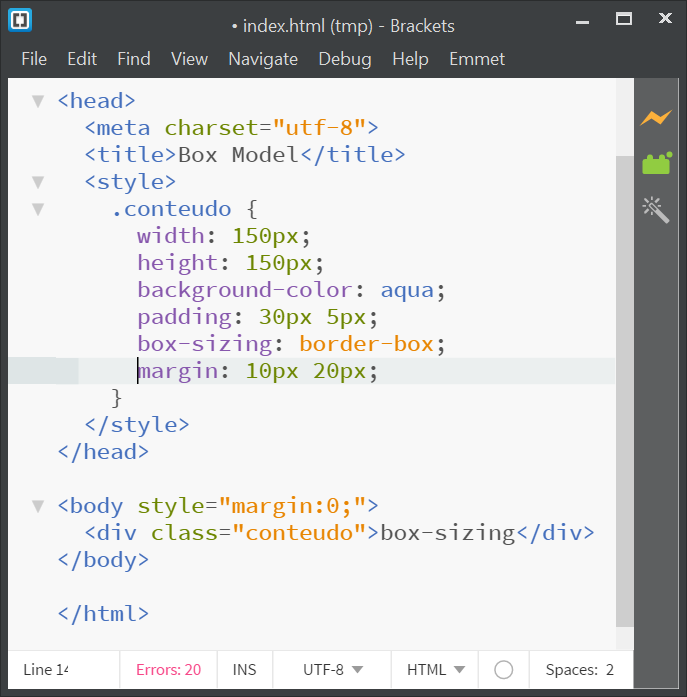 • index.html (tmp) - Brackets
File Edit Find View Navigate Debug Help Emmet
<head>
<meta charset="utf-8">
<title>Box Model</title>
<style>
.conteudo {
width: 150px;
height: 150px;
background-color: aqua;
padding: 30px 5px;
box-sizing: border-box;
margin: 10px 20px;
}
</style>
</head>
<body style="margin:0;">
<div class="conteudo">box-sizing</div>
</body>
</html>
Line 14 Errors: 20 INS UTF-8 HTML Spaces: 2